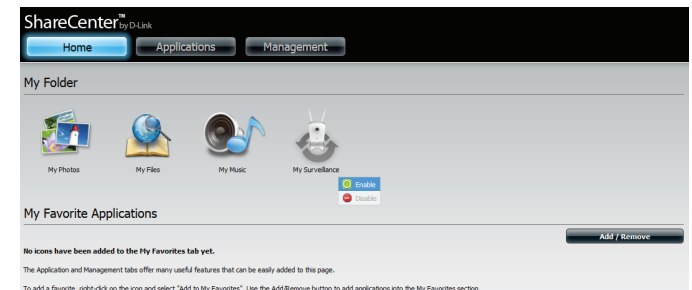 ShareCenter™ by D-Link
Home Applications Management
My Folder
My Photos My Files My Music My Surveillance
Enable
Disable
My Favorite Applications
Add / Remove
No icons have been added to the My Favorites tab yet.
The Application and Management tabs offer many useful features that can be easily added to this page.
To add a favorite, right-click on the icon and select "Add to My Favorites". Use the Add/Remove button to add applications into the My Favorites section.